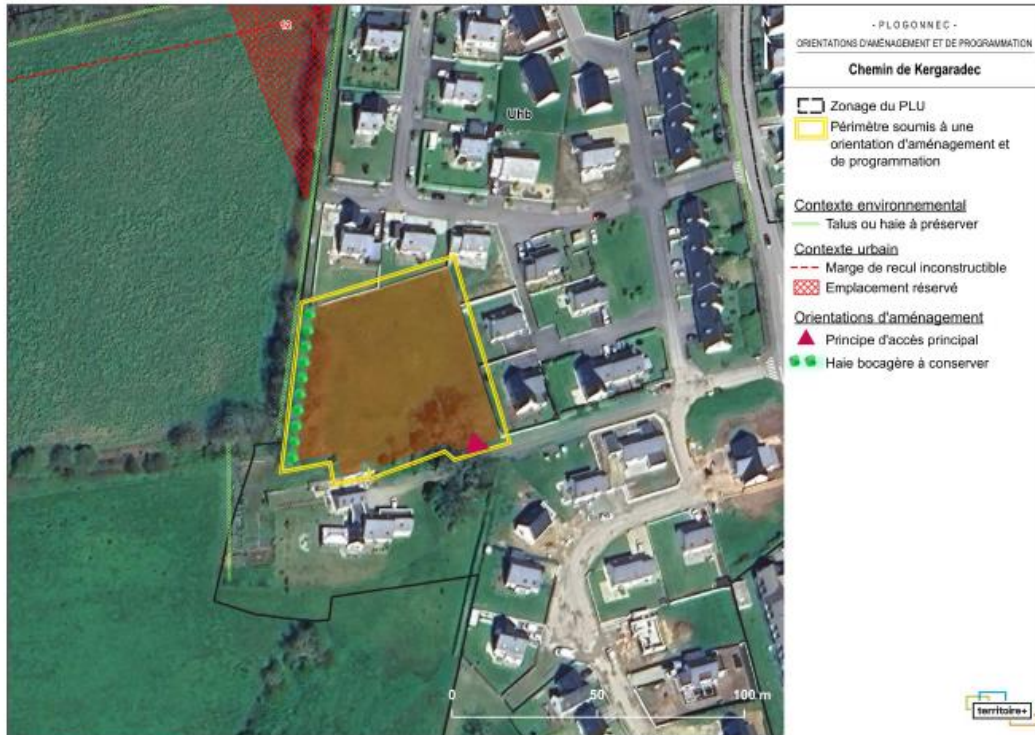 - PLOGONNEC -
ORIENTATIONS D'AMÉNAGEMENT ET DE PROGRAMMATION
Chemin de Kergaradec
Zonage du PLU
Périmètre soumis à une
orientation d'aménagement et
de programmation
Contexte environnemental
Talus ou haie à préserver
Contexte urbain
Marge de recul inconstructible
Emplacement réservé
Orientations d'aménagement
Principe d'accès principal
Haie bocagère à conserver
N
12
Uhb
0 50 100 m
territoire+